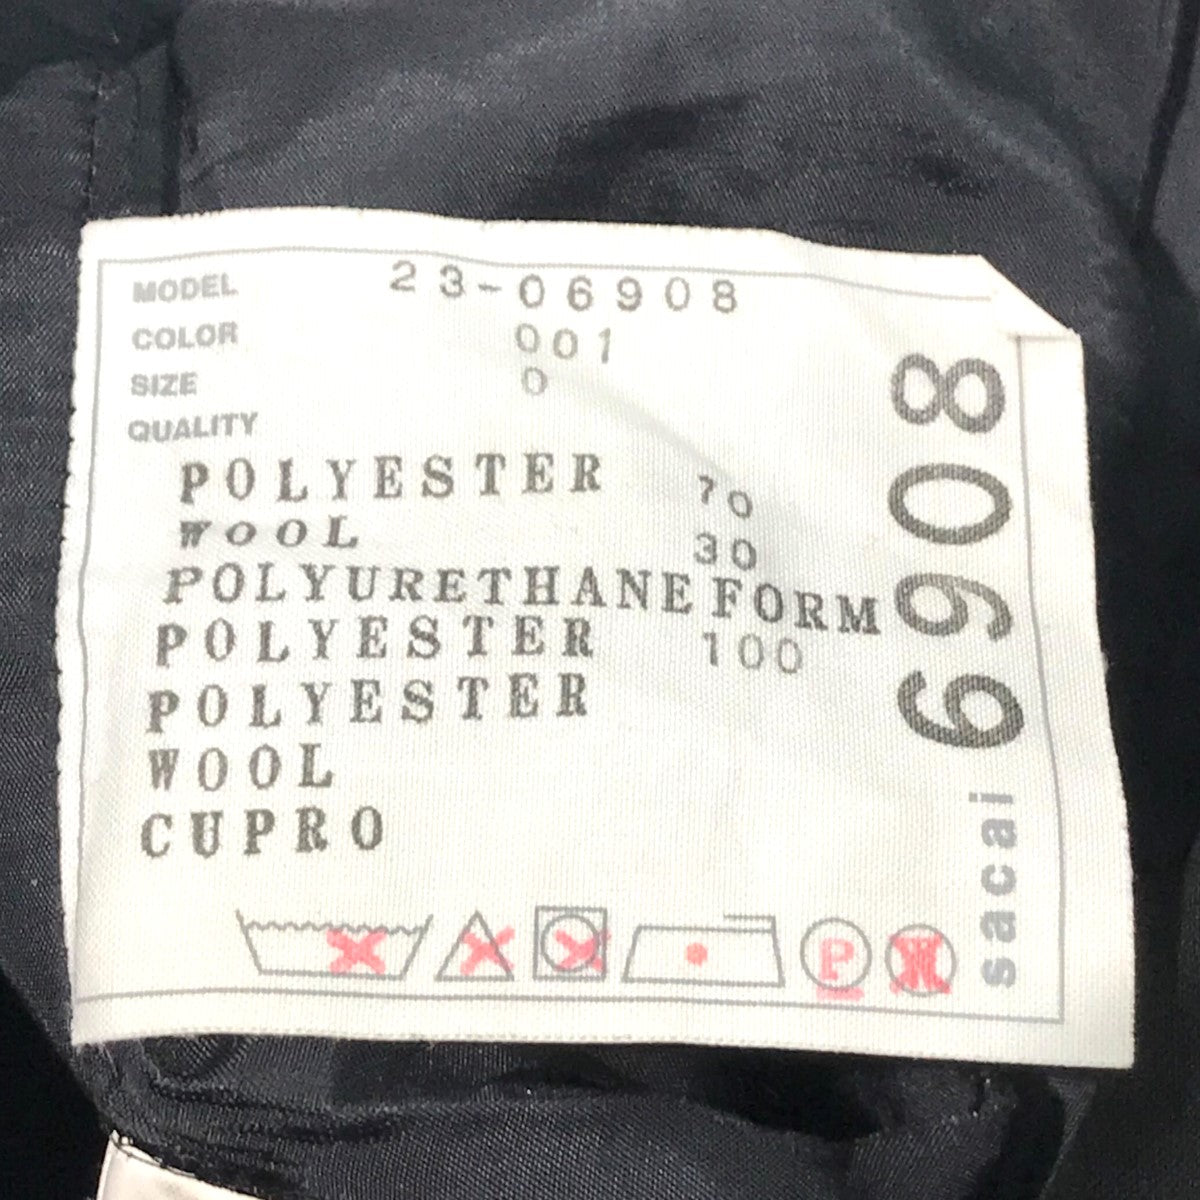 MODEL 23-06908
COLOR 001
SIZE 0
QUALITY
POLYESTER 70
WOOL 30
POLYURETHANE FORM
POLYESTER 100
POLYESTER
WOOL
CUPRO
P
W
sacai 6908